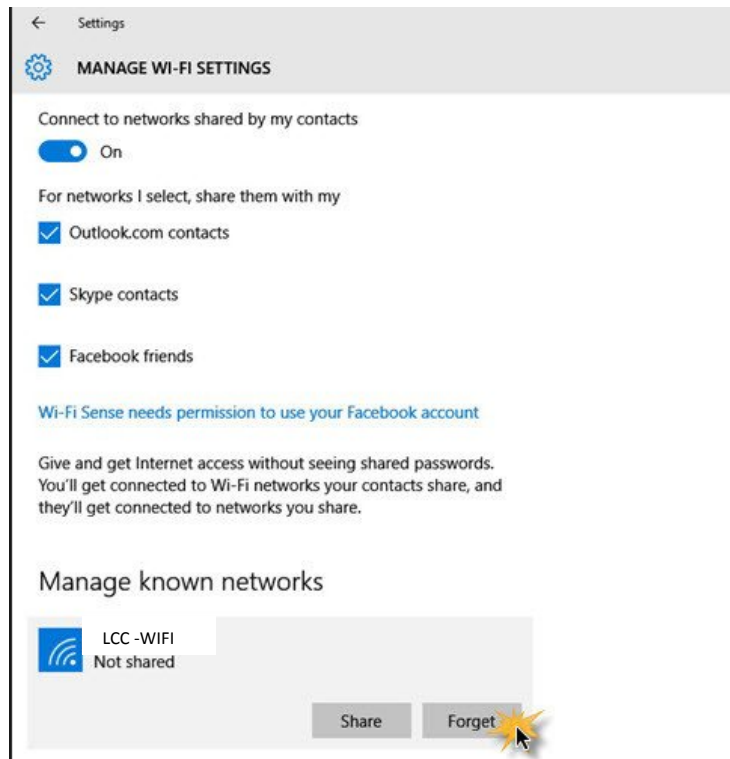 Settings
MANAGE WI-FI SETTINGS
Connect to networks shared by my contacts
On
For networks I select, share them with my
Outlook.com contacts
Skype contacts
Facebook friends
Wi-Fi Sense needs permission to use your Facebook account
Give and get Internet access without seeing shared passwords.
You'll get connected to Wi-Fi networks your contacts share, and
they'll get connected to networks you share.
Manage known networks
LCC -WIFI
Not shared
Share Forget